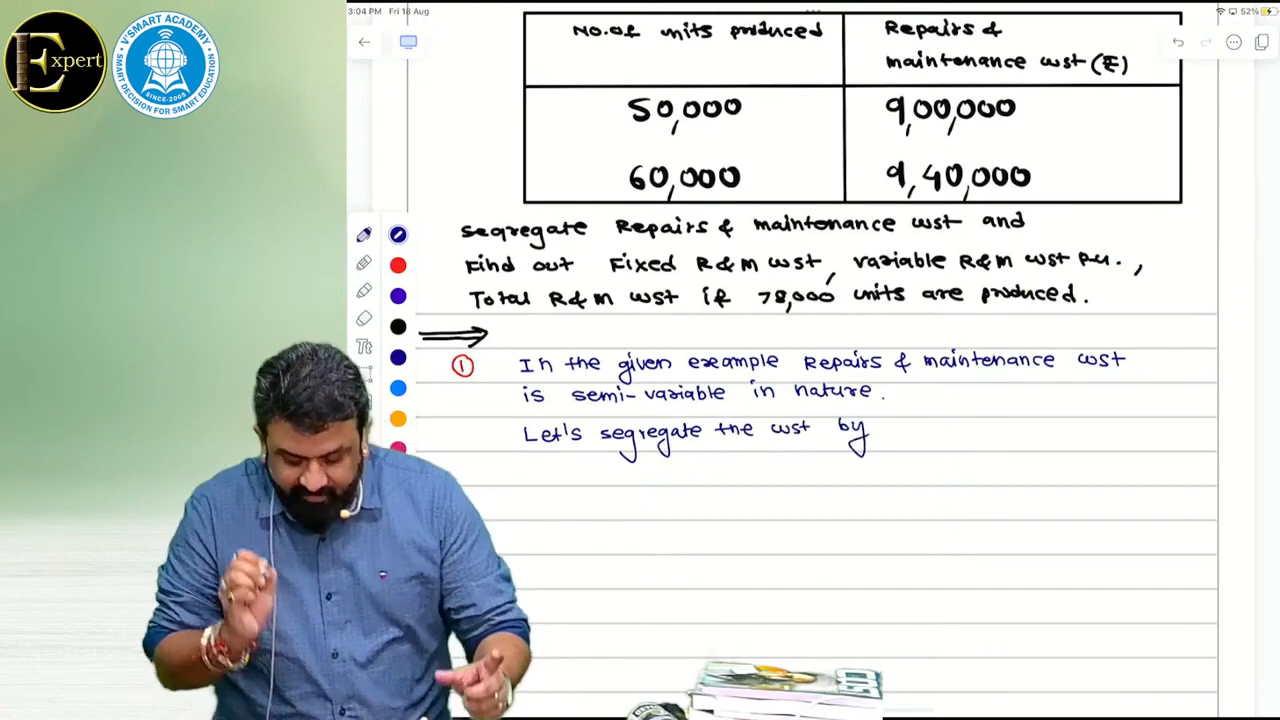 3:04 PM Fri 18 Aug
52%
Expert
V SMART ACADEMY
SINCE-2005
SMART DECISION FOR SMART EDUCATION
No. of units produced
Repairs &
maintenance cost (₹)
50,000
9,00,000
60,000
9,40,000
segregate Repairs & maintenance cost and
Find out Fixed R&M cost, variable R&M cost p.u.,
Total R&M cost if 78,000 units are produced.
Tt
1 In the given example Repairs & maintenance cost
is semi-variable in nature.
Let's segregate the cost by